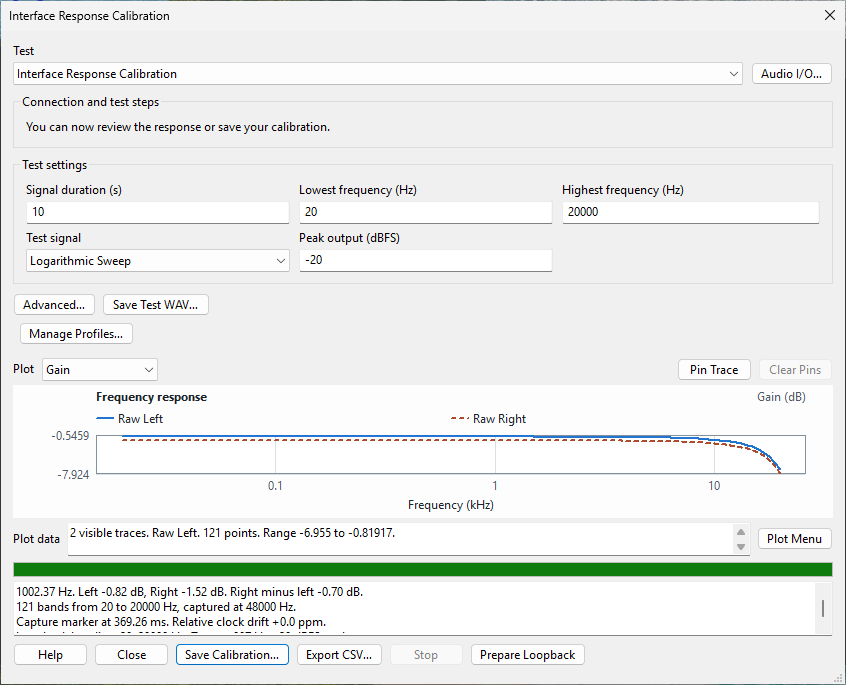 Interface Response Calibration
Test
Interface Response Calibration
Audio I/O...
Connection and test steps
You can now review the response or save your calibration.
Test settings
Signal duration (s)
Lowest frequency (Hz)
Highest frequency (Hz)
10
20
20000
Test signal
Peak output (dBFS)
Logarithmic Sweep
-20
Advanced...
Save Test WAV...
Manage Profiles...
Plot
Gain
Pin Trace
Clear Pins
Frequency response
Gain (dB)
Raw Left
Raw Right
-0.5459
-7.924
0.1
1
10
Frequency (kHz)
Plot data
2 visible traces. Raw Left. 121 points. Range -6.955 to -0.81917.
Plot Menu
1002.37 Hz. Left -0.82 dB, Right -1.52 dB. Right minus left -0.70 dB.
121 bands from 20 to 20000 Hz, captured at 48000 Hz.
Capture marker at 369.26 ms. Relative clock drift +0.0 ppm.
Help
Close
Save Calibration...
Export CSV...
Stop
Prepare Loopback